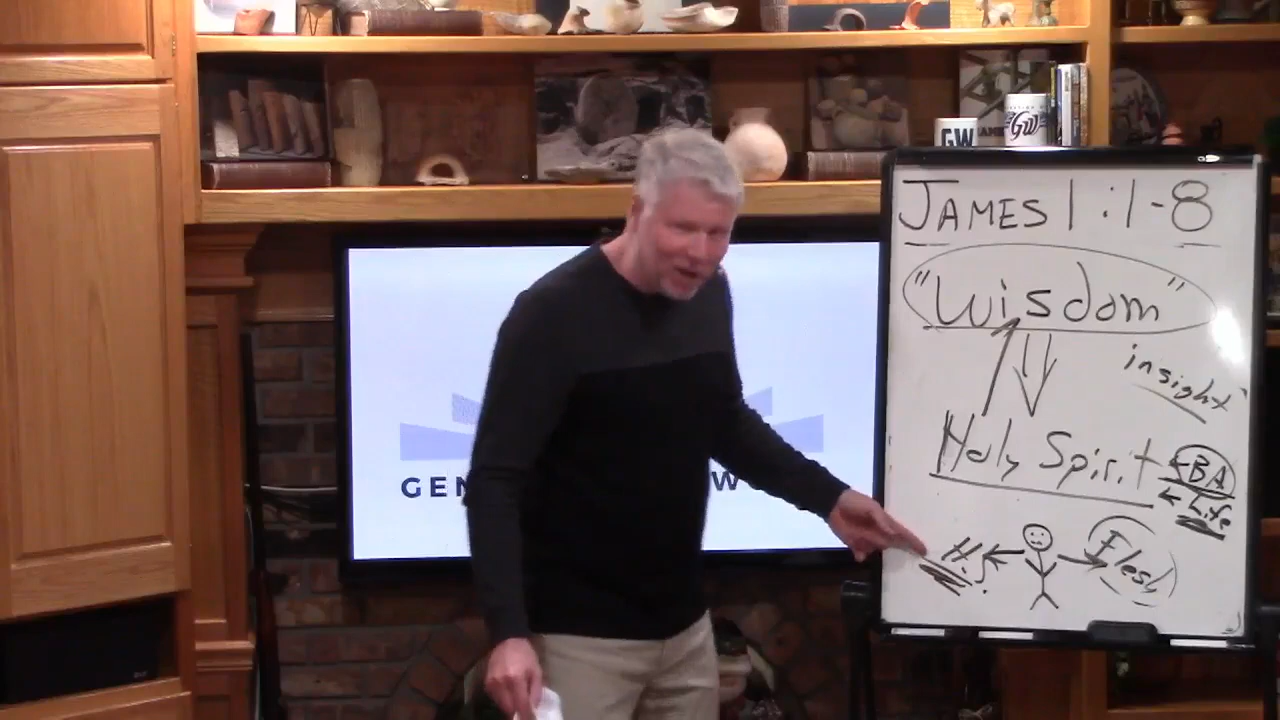 GW
GW
JAMES 1:1-8
"Wisdom"
insight
Holy Spirit
BA
Life
H.S.
Flesh
GEN
W